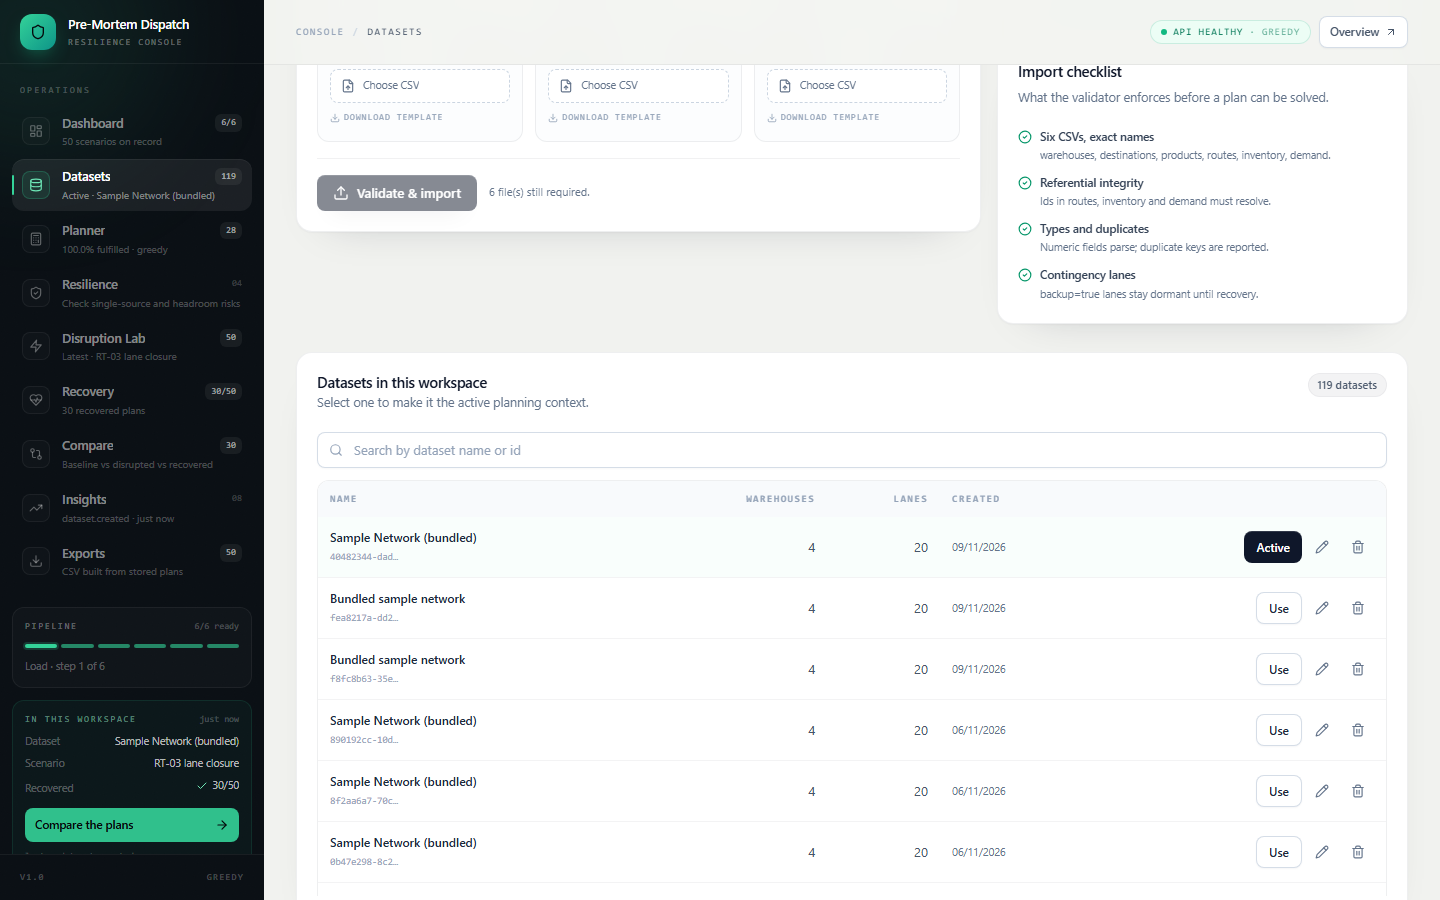 Pre-Mortem Dispatch
RESILIENCE CONSOLE
OPERATIONS
Dashboard 6/6
50 scenarios on record
Datasets 119
Active · Sample Network (bundled)
Planner 28
100.0% fulfilled · greedy
Resilience 04
Check single-source and headroom risks
Disruption Lab 50
Latest · RT-03 lane closure
Recovery 30/50
30 recovered plans
Compare 30
Baseline vs disrupted vs recovered
Insights 08
dataset.created · just now
Exports 50
CSV built from stored plans
PIPELINE 6/6 ready
Load · step 1 of 6
IN THIS WORKSPACE just now
Dataset Sample Network (bundled)
Scenario RT-03 lane closure
Recovered 30/50
Compare the plans
V1.0 GREEDY
CONSOLE / DATASETS
API HEALTHY · GREEDY
Overview
Choose CSV
DOWNLOAD TEMPLATE
Choose CSV
DOWNLOAD TEMPLATE
Choose CSV
DOWNLOAD TEMPLATE
Validate & import
6 file(s) still required.
Import checklist
What the validator enforces before a plan can be solved.
Six CSVs, exact names
warehouses, destinations, products, routes, inventory, demand.
Referential integrity
Ids in routes, inventory and demand must resolve.
Types and duplicates
Numeric fields parse; duplicate keys are reported.
Contingency lanes
backup=true lanes stay dormant until recovery.
Datasets in this workspace
Select one to make it the active planning context.
119 datasets
Search by dataset name or id
NAME WAREHOUSES LANES CREATED
Sample Network (bundled) 4 20 09/11/2026 Active
40482344-dad…
Bundled sample network 4 20 09/11/2026 Use
fea8217a-dd2…
Bundled sample network 4 20 09/11/2026 Use
f8fc8b63-35e…
Sample Network (bundled) 4 20 06/11/2026 Use
890192cc-10d…
Sample Network (bundled) 4 20 06/11/2026 Use
8f2aa6a7-70c…
Sample Network (bundled) 4 20 06/11/2026 Use
0b47e298-8c2…